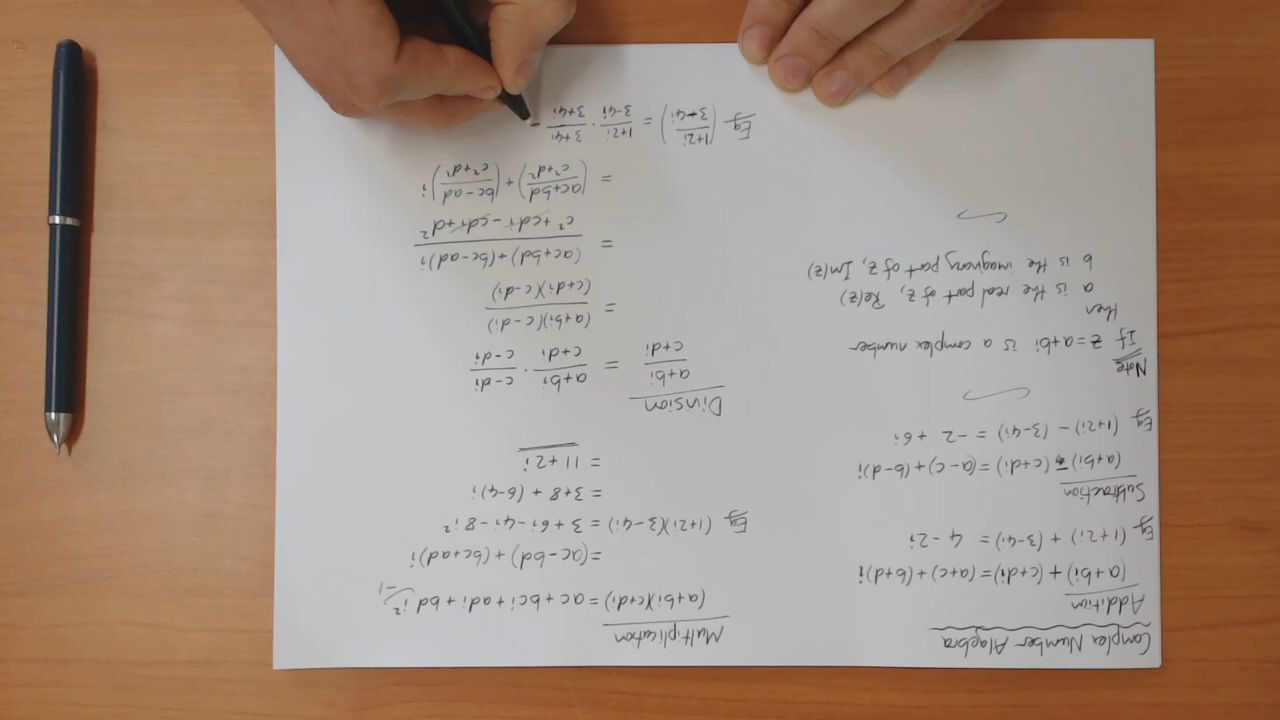 Complex Number Algebra
Addition
(a+bi) + (c+di) = (a+c) + (b+d)i
Eg (1+2i) + (3-4i) = 4 - 2i
Subtraction
(a+bi) - (c+di) = (a-c) + (b-d)i
Eg (1+2i) - (3-4i) = -2 + 6i
Note
If z = a+bi is a complex number
then
a is the real part of z, Re(z)
b is the imaginary part of z, Im(z)
Multiplication
(a+bi)(c+di) = ac + bci + adi + bd i²
-1
= (ac-bd) + (bc+ad)i
Eg (1+2i)(3-4i) = 3 + 6i - 4i - 8i²
= 3+8 + (6-4)i
= 11 + 2i
Division
a+bi/c+di = a+bi/c+di · c-di/c-di
= (a+bi)(c-di)/(c+di)(c-di)
= (ac+bd) + (bc-ad)i/c² + cdi - cdi + d²
= (ac+bd/c²+d²) + (bc-ad/c²+d²)i
Eg (1+2i/3-4i) = 1+2i/3-4i · 3+4i/3+4i -